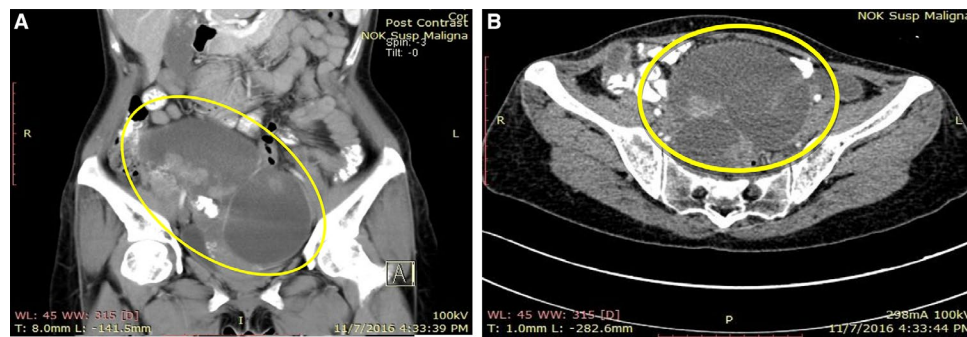 A
Cor
Post Contrast
NOK Susp Maligna
Spin: -3
Tilt: -0
R
L
A
WL: 45 WW: 315 [D]
T: 8.0mm L: -141.5mm
I
100kV
11/7/2016 4:33:39 PM
B
NOK Susp Maligna
R
L
WL: 45 WW: 315 [D]
T: 1.0mm L: -282.6mm
P
298mA 100kV
11/7/2016 4:33:44 PM